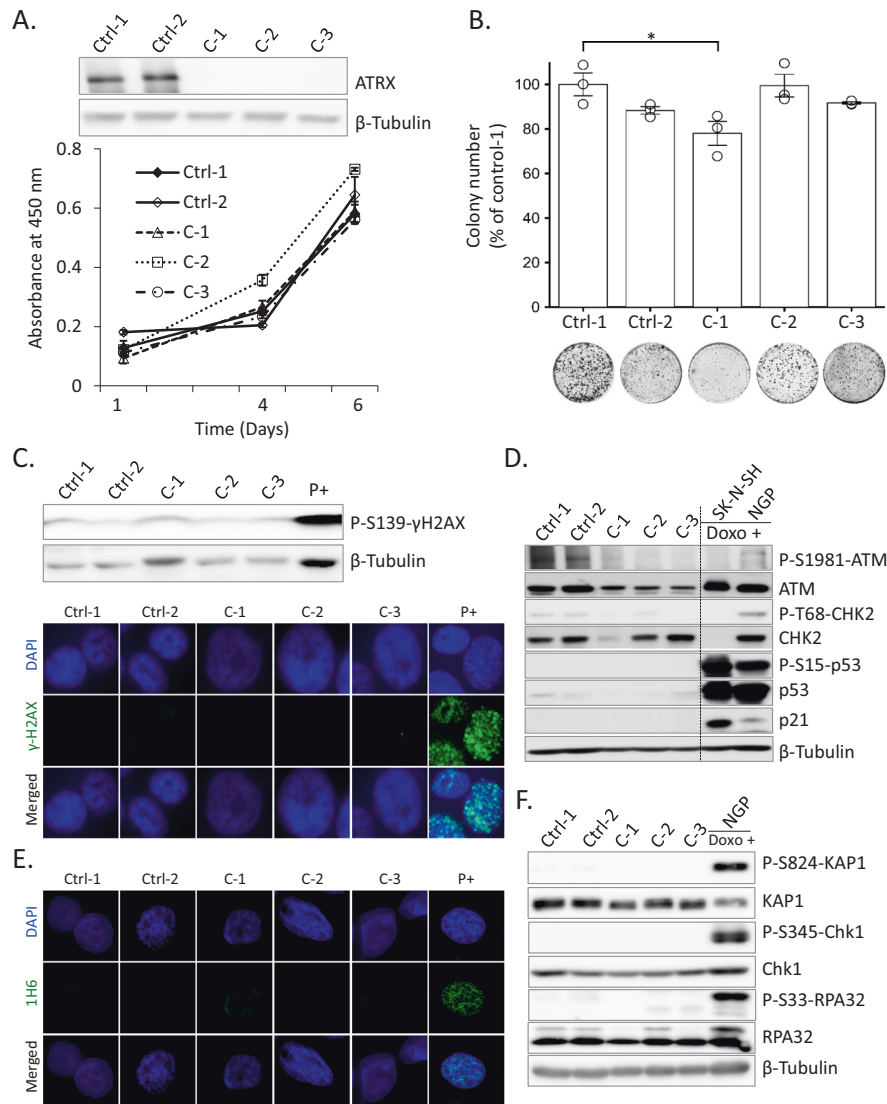 A.
Ctrl-1 Ctrl-2 C-1 C-2 C-3
ATRX
β-Tubulin
Absorbance at 450 nm
0.8
0.6
0.4
0.2
0
Ctrl-1
Ctrl-2
C-1
C-2
C-3
1 4 6
Time (Days)
B.
*
Colony number
(% of control-1)
100
80
60
40
20
0
Ctrl-1 Ctrl-2 C-1 C-2 C-3
C.
Ctrl-1 Ctrl-2 C-1 C-2 C-3 P+
P-S139-γH2AX
β-Tubulin
Ctrl-1 Ctrl-2 C-1 C-2 C-3 P+
DAPI
γ-H2AX
Merged
D.
Ctrl-1 Ctrl-2 C-1 C-2 C-3 SK-N-SH NGP
Doxo +
P-S1981-ATM
ATM
P-T68-CHK2
CHK2
P-S15-p53
p53
p21
β-Tubulin
E.
Ctrl-1 Ctrl-2 C-1 C-2 C-3 P+
DAPI
1H6
Merged
F.
Ctrl-1 Ctrl-2 C-1 C-2 C-3 NGP
Doxo +
P-S824-KAP1
KAP1
P-S345-Chk1
Chk1
P-S33-RPA32
RPA32
β-Tubulin